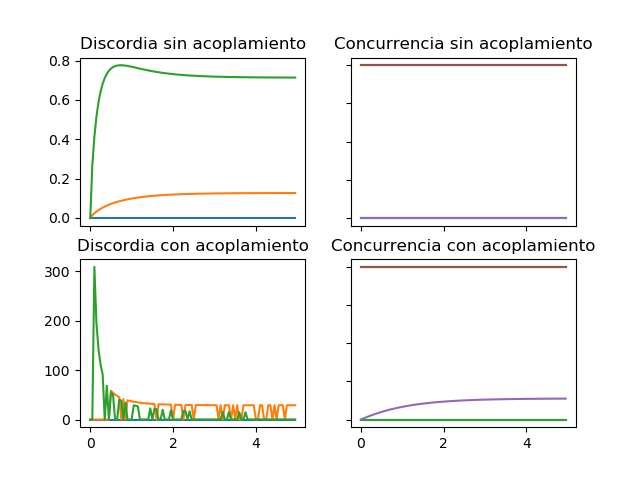 Discordia sin acoplamiento
Concurrencia sin acoplamiento
0.8
0.6
0.4
0.2
0.0
Discordia con acoplamiento
Concurrencia con acoplamiento
300
200
100
0
0 2 4
0 2 4